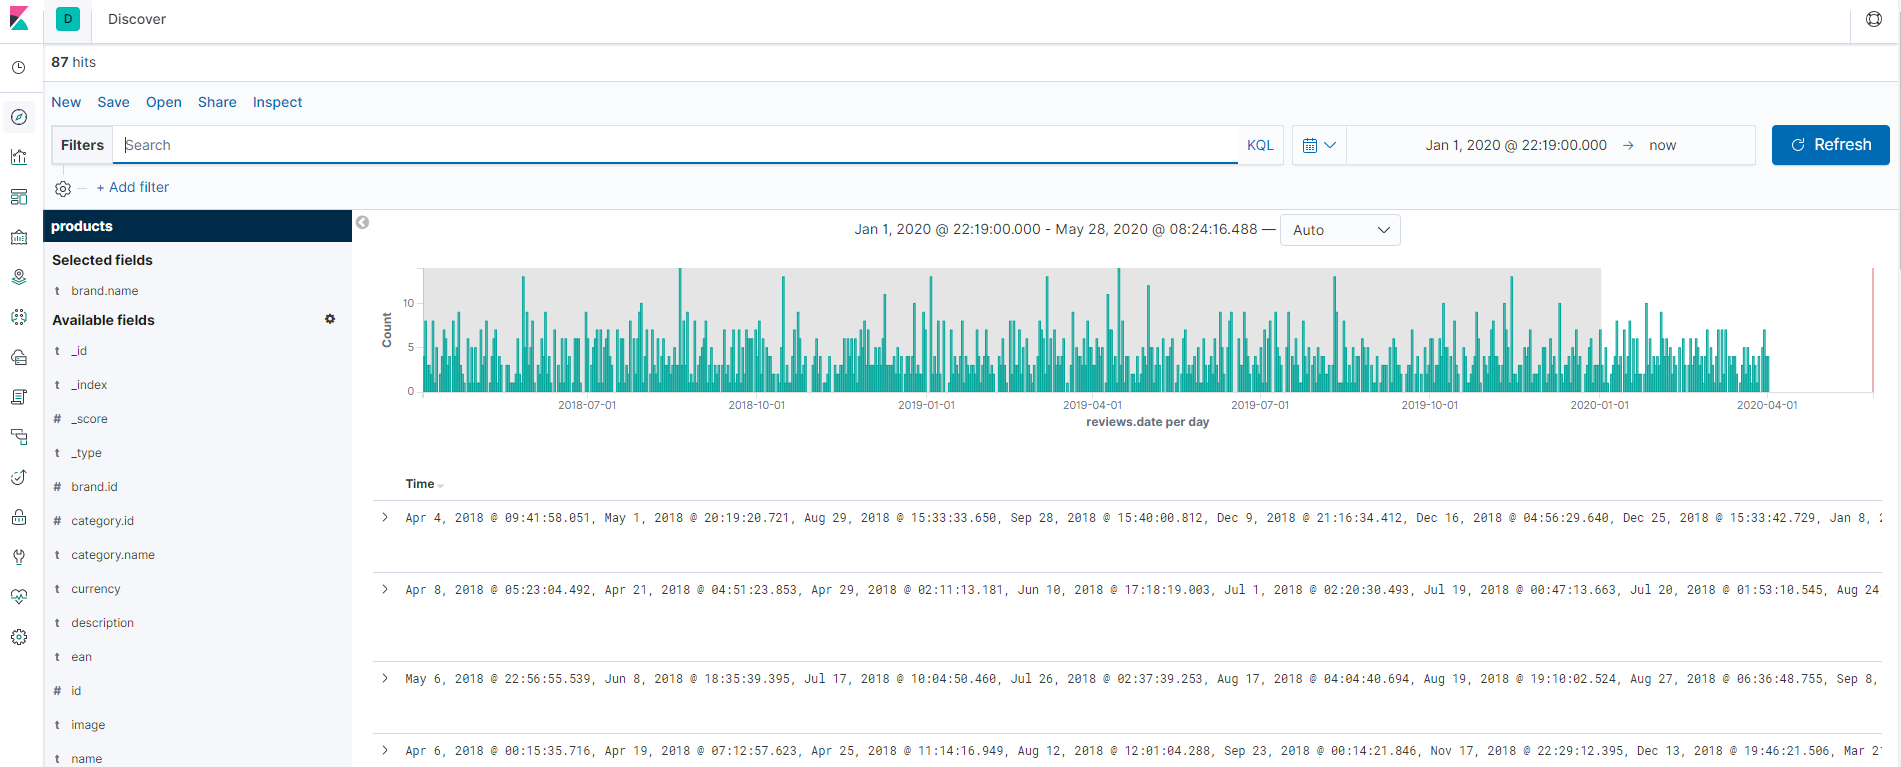 D Discover
87 hits
New Save Open Share Inspect
Filters Search KQL Jan 1, 2020 @ 22:19:00.000 → now Refresh
+ Add filter
products
Selected fields
t brand.name
Available fields
t _id
t _index
# _score
t _type
# brand.id
# category.id
t category.name
t currency
t description
t ean
# id
t image
t name
Jan 1, 2020 @ 22:19:00.000 - May 28, 2020 @ 08:24:16.488 — Auto
Count
10
5
0
2018-07-01 2018-10-01 2019-01-01 2019-04-01 2019-07-01 2019-10-01 2020-01-01 2020-04-01
reviews.date per day
Time
Apr 4, 2018 @ 09:41:58.051, May 1, 2018 @ 20:19:20.721, Aug 29, 2018 @ 15:33:33.650, Sep 28, 2018 @ 15:40:00.812, Dec 9, 2018 @ 21:16:34.412, Dec 16, 2018 @ 04:56:29.640, Dec 25, 2018 @ 15:33:42.729, Jan 8, 2
Apr 8, 2018 @ 05:23:04.492, Apr 21, 2018 @ 04:51:23.853, Apr 29, 2018 @ 02:11:13.181, Jun 10, 2018 @ 17:18:19.003, Jul 1, 2018 @ 02:20:30.493, Jul 19, 2018 @ 00:47:13.663, Jul 20, 2018 @ 01:53:10.545, Aug 24,
May 6, 2018 @ 22:56:55.539, Jun 8, 2018 @ 18:35:39.395, Jul 17, 2018 @ 10:04:50.460, Jul 26, 2018 @ 02:37:39.253, Aug 17, 2018 @ 04:04:40.694, Aug 19, 2018 @ 19:10:02.524, Aug 27, 2018 @ 06:36:48.755, Sep 8,
Apr 6, 2018 @ 00:15:35.716, Apr 19, 2018 @ 07:12:57.623, Apr 25, 2018 @ 11:14:16.949, Aug 12, 2018 @ 12:01:04.288, Sep 23, 2018 @ 00:14:21.846, Nov 17, 2018 @ 22:29:12.395, Dec 13, 2018 @ 19:46:21.506, Mar 2